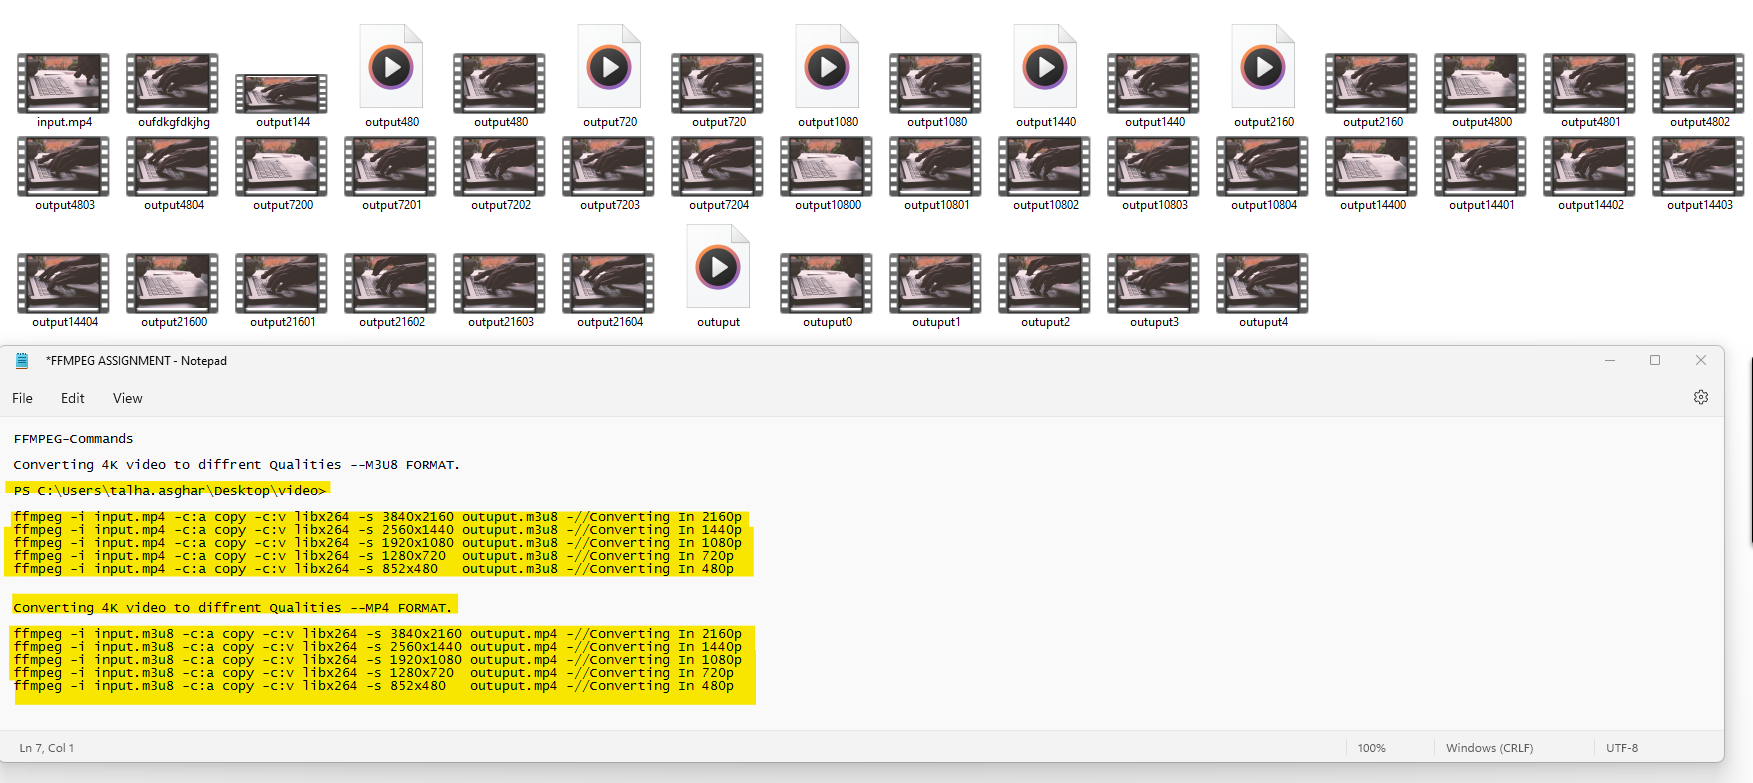 input.mp4 oufdkgfdkjhg output144 output480 output480 output720 output720 output1080 output1080 output1440 output1440 output2160 output2160 output4800 output4801 output4802
output4803 output4804 output7200 output7201 output7202 output7203 output7204 output10800 output10801 output10802 output10803 output10804 output14400 output14401 output14402 output14403
output14404 output21600 output21601 output21602 output21603 output21604 outuput outuput0 outuput1 outuput2 outuput3 outuput4
*FFMPEG ASSIGNMENT - Notepad
File Edit View
FFMPEG-Commands
Converting 4K video to diffrent Qualities --M3U8 FORMAT.
PS C:\Users\talha.asghar\Desktop\video>
ffmpeg -i input.mp4 -c:a copy -c:v libx264 -s 3840x2160 outuput.m3u8 -//Converting In 2160p
ffmpeg -i input.mp4 -c:a copy -c:v libx264 -s 2560x1440 outuput.m3u8 -//Converting In 1440p
ffmpeg -i input.mp4 -c:a copy -c:v libx264 -s 1920x1080 outuput.m3u8 -//Converting In 1080p
ffmpeg -i input.mp4 -c:a copy -c:v libx264 -s 1280x720  outuput.m3u8 -//Converting In 720p
ffmpeg -i input.mp4 -c:a copy -c:v libx264 -s 852x480   outuput.m3u8 -//Converting In 480p
Converting 4K video to diffrent Qualities --MP4 FORMAT.
ffmpeg -i input.m3u8 -c:a copy -c:v libx264 -s 3840x2160 outuput.mp4 -//Converting In 2160p
ffmpeg -i input.m3u8 -c:a copy -c:v libx264 -s 2560x1440 outuput.mp4 -//Converting In 1440p
ffmpeg -i input.m3u8 -c:a copy -c:v libx264 -s 1920x1080 outuput.mp4 -//Converting In 1080p
ffmpeg -i input.m3u8 -c:a copy -c:v libx264 -s 1280x720  outuput.mp4 -//Converting In 720p
ffmpeg -i input.m3u8 -c:a copy -c:v libx264 -s 852x480   outuput.mp4 -//Converting In 480p
Ln 7, Col 1 100% Windows (CRLF) UTF-8